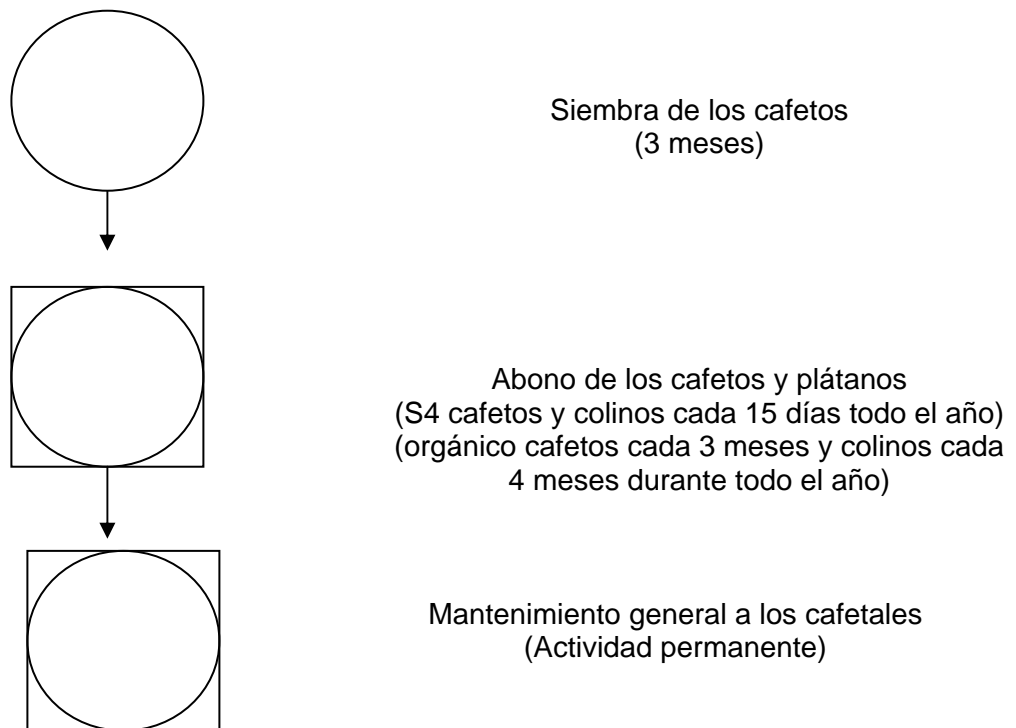 Siembra de los cafetos
(3 meses)
Abono de los cafetos y plátanos
(S4 cafetos y colinos cada 15 días todo el año)
(orgánico cafetos cada 3 meses y colinos cada
4 meses durante todo el año)
Mantenimiento general a los cafetales
(Actividad permanente)